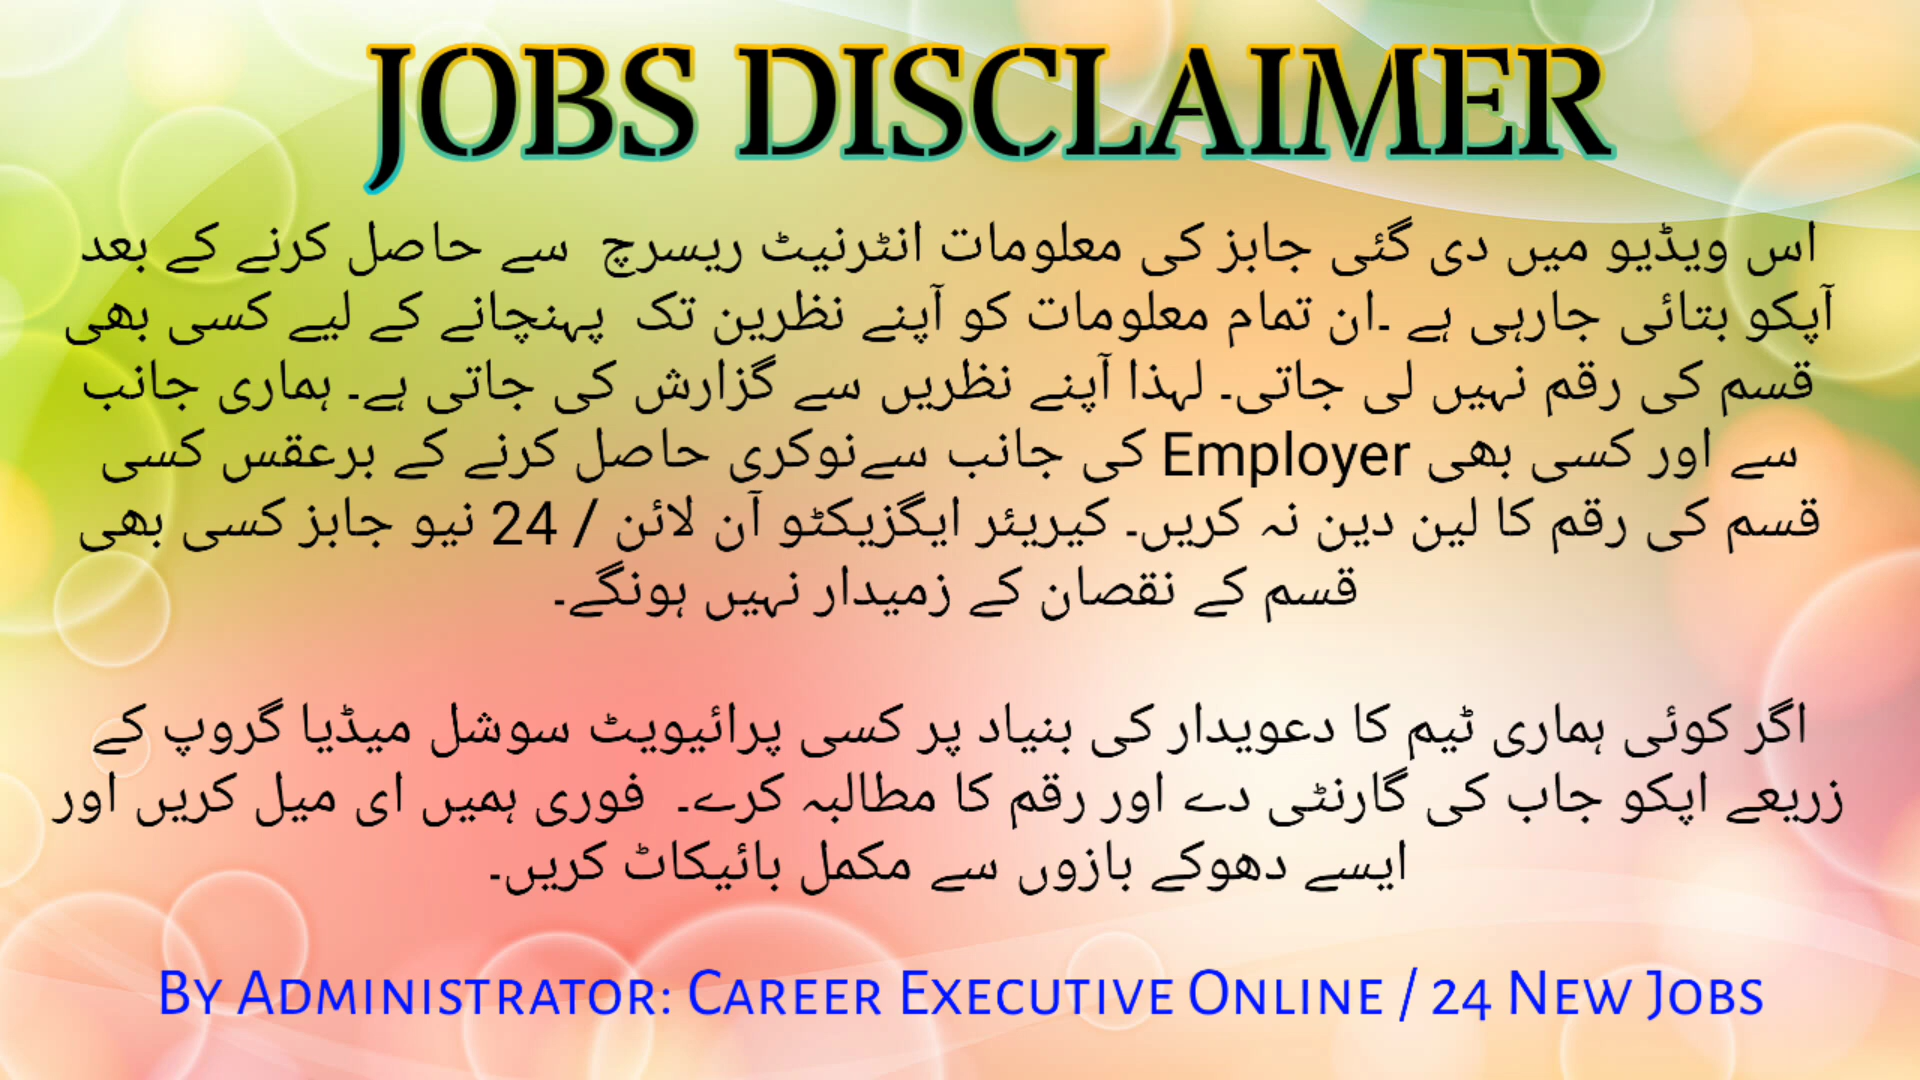 JOBS DISCLAIMER
اس ویڈیو میں دی گئی جابز کی معلومات انٹرنیٹ ریسرچ سے حاصل کرنے کے بعد
آپکو بتائی جارہی ہے ۔ان تمام معلومات کو آپنے نظرین تک پہنچانے کے لیے کسی بھی
قسم کی رقم نہیں لی جاتی۔ لہذا آپنے نظریں سے گزارش کی جاتی ہے۔ ہماری جانب
سے اور کسی بھی Employer کی جانب سےنوکری حاصل کرنے کے برعقس کسی
قسم کی رقم کا لین دین نہ کریں۔ کیریئر ایگزیکٹو آن لائن / 24 نیو جابز کسی بھی
قسم کے نقصان کے زمیدار نہیں ہونگے۔
اگر کوئی ہماری ٹیم کا دعویدار کی بنیاد پر کسی پرائیویٹ سوشل میڈیا گروپ کے
زریعے اپکو جاب کی گارنٹی دے اور رقم کا مطالبہ کرے۔ فوری ہمیں ای میل کریں اور
ایسے دھوکے بازوں سے مکمل بائیکاٹ کریں۔
BY ADMINISTRATOR: CAREER EXECUTIVE ONLINE / 24 NEW JOBS